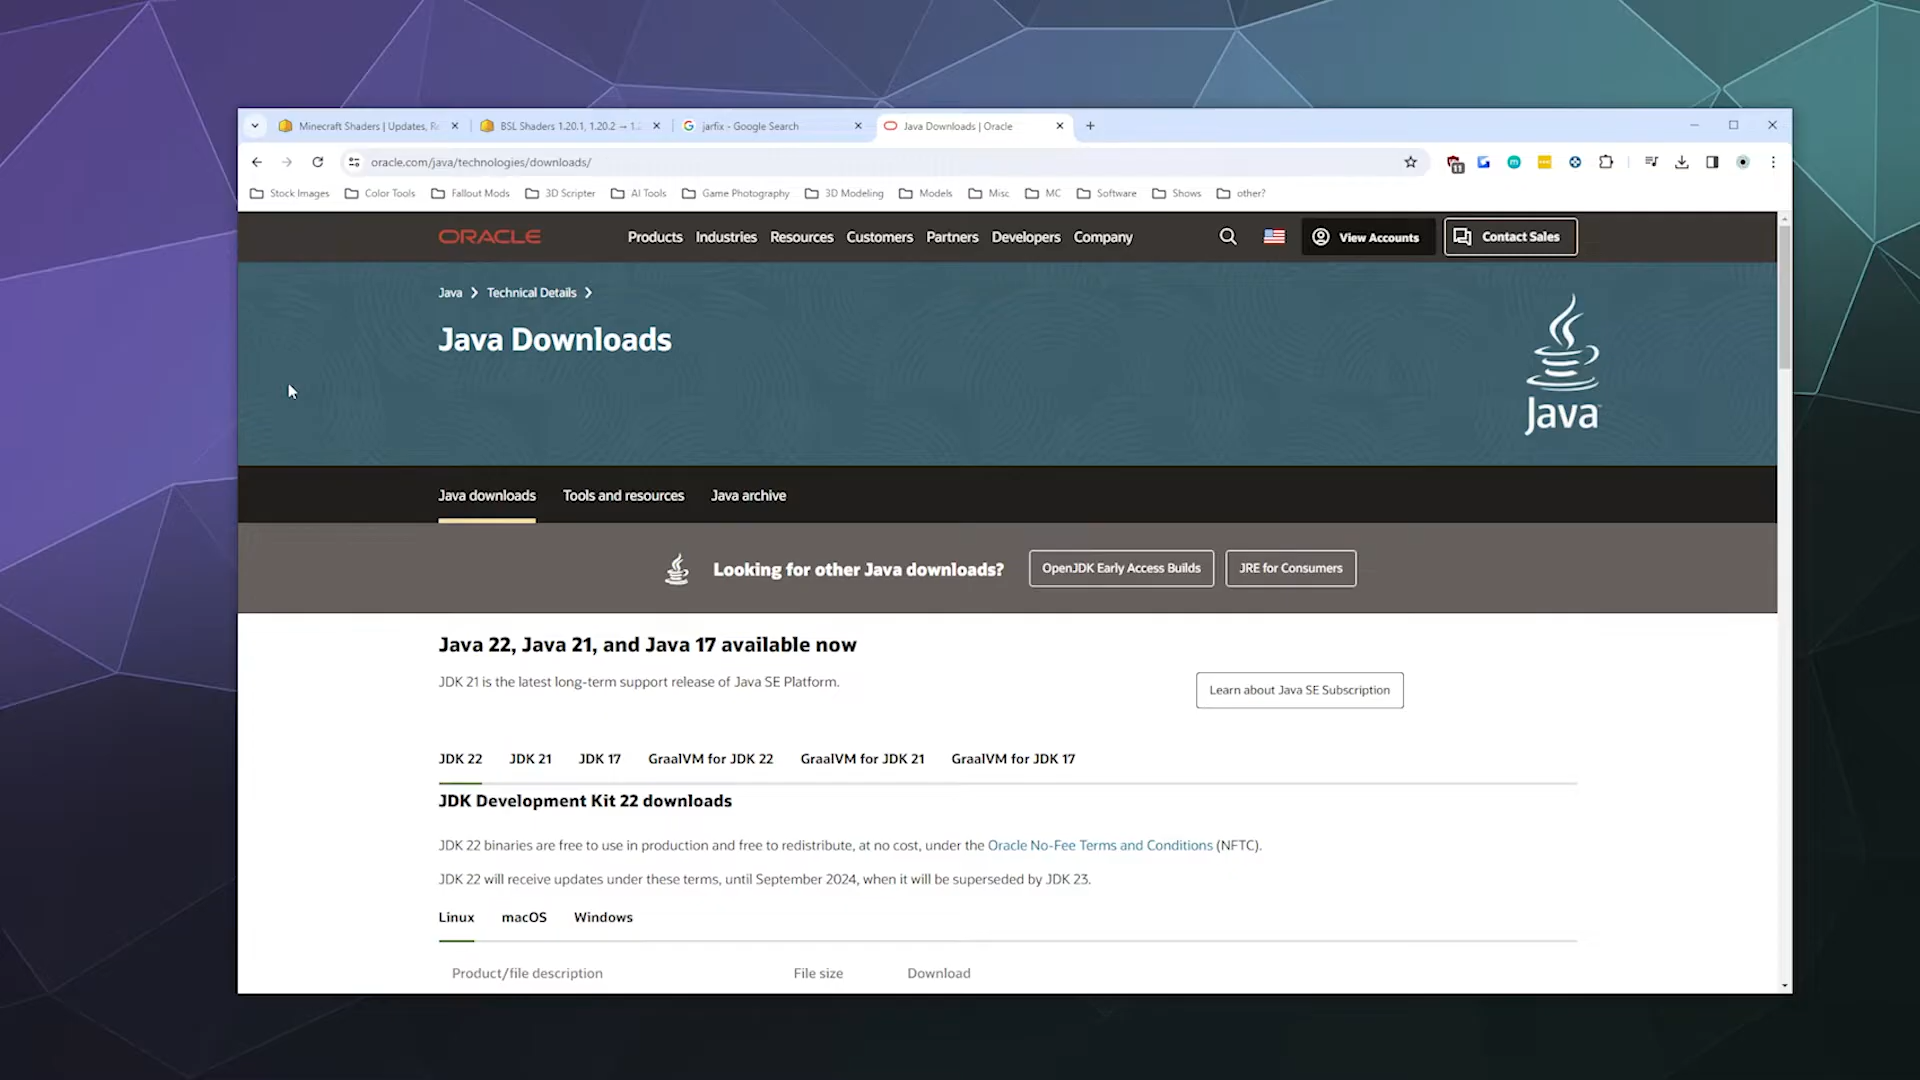 Minecraft Shaders | Updates, Re
BSL Shaders 1.20.1, 1.20.2 → 1.2
jarfix - Google Search
Java Downloads | Oracle
oracle.com/java/technologies/downloads/
11
Stock Images
Color Tools
Fallout Mods
3D Scripter
AI Tools
Game Photography
3D Modeling
Models
Misc
MC
Software
Shows
other?
ORACLE
Products
Industries
Resources
Customers
Partners
Developers
Company
View Accounts
Contact Sales
Java
Technical Details
Java Downloads
Java
Java downloads
Tools and resources
Java archive
Looking for other Java downloads?
OpenJDK Early Access Builds
JRE for Consumers
Java 22, Java 21, and Java 17 available now
JDK 21 is the latest long-term support release of Java SE Platform.
Learn about Java SE Subscription
JDK 22
JDK 21
JDK 17
GraalVM for JDK 22
GraalVM for JDK 21
GraalVM for JDK 17
JDK Development Kit 22 downloads
JDK 22 binaries are free to use in production and free to redistribute, at no cost, under the Oracle No-Fee Terms and Conditions (NFTC).
JDK 22 will receive updates under these terms, until September 2024, when it will be superseded by JDK 23.
Linux
macOS
Windows
Product/file description
File size
Download